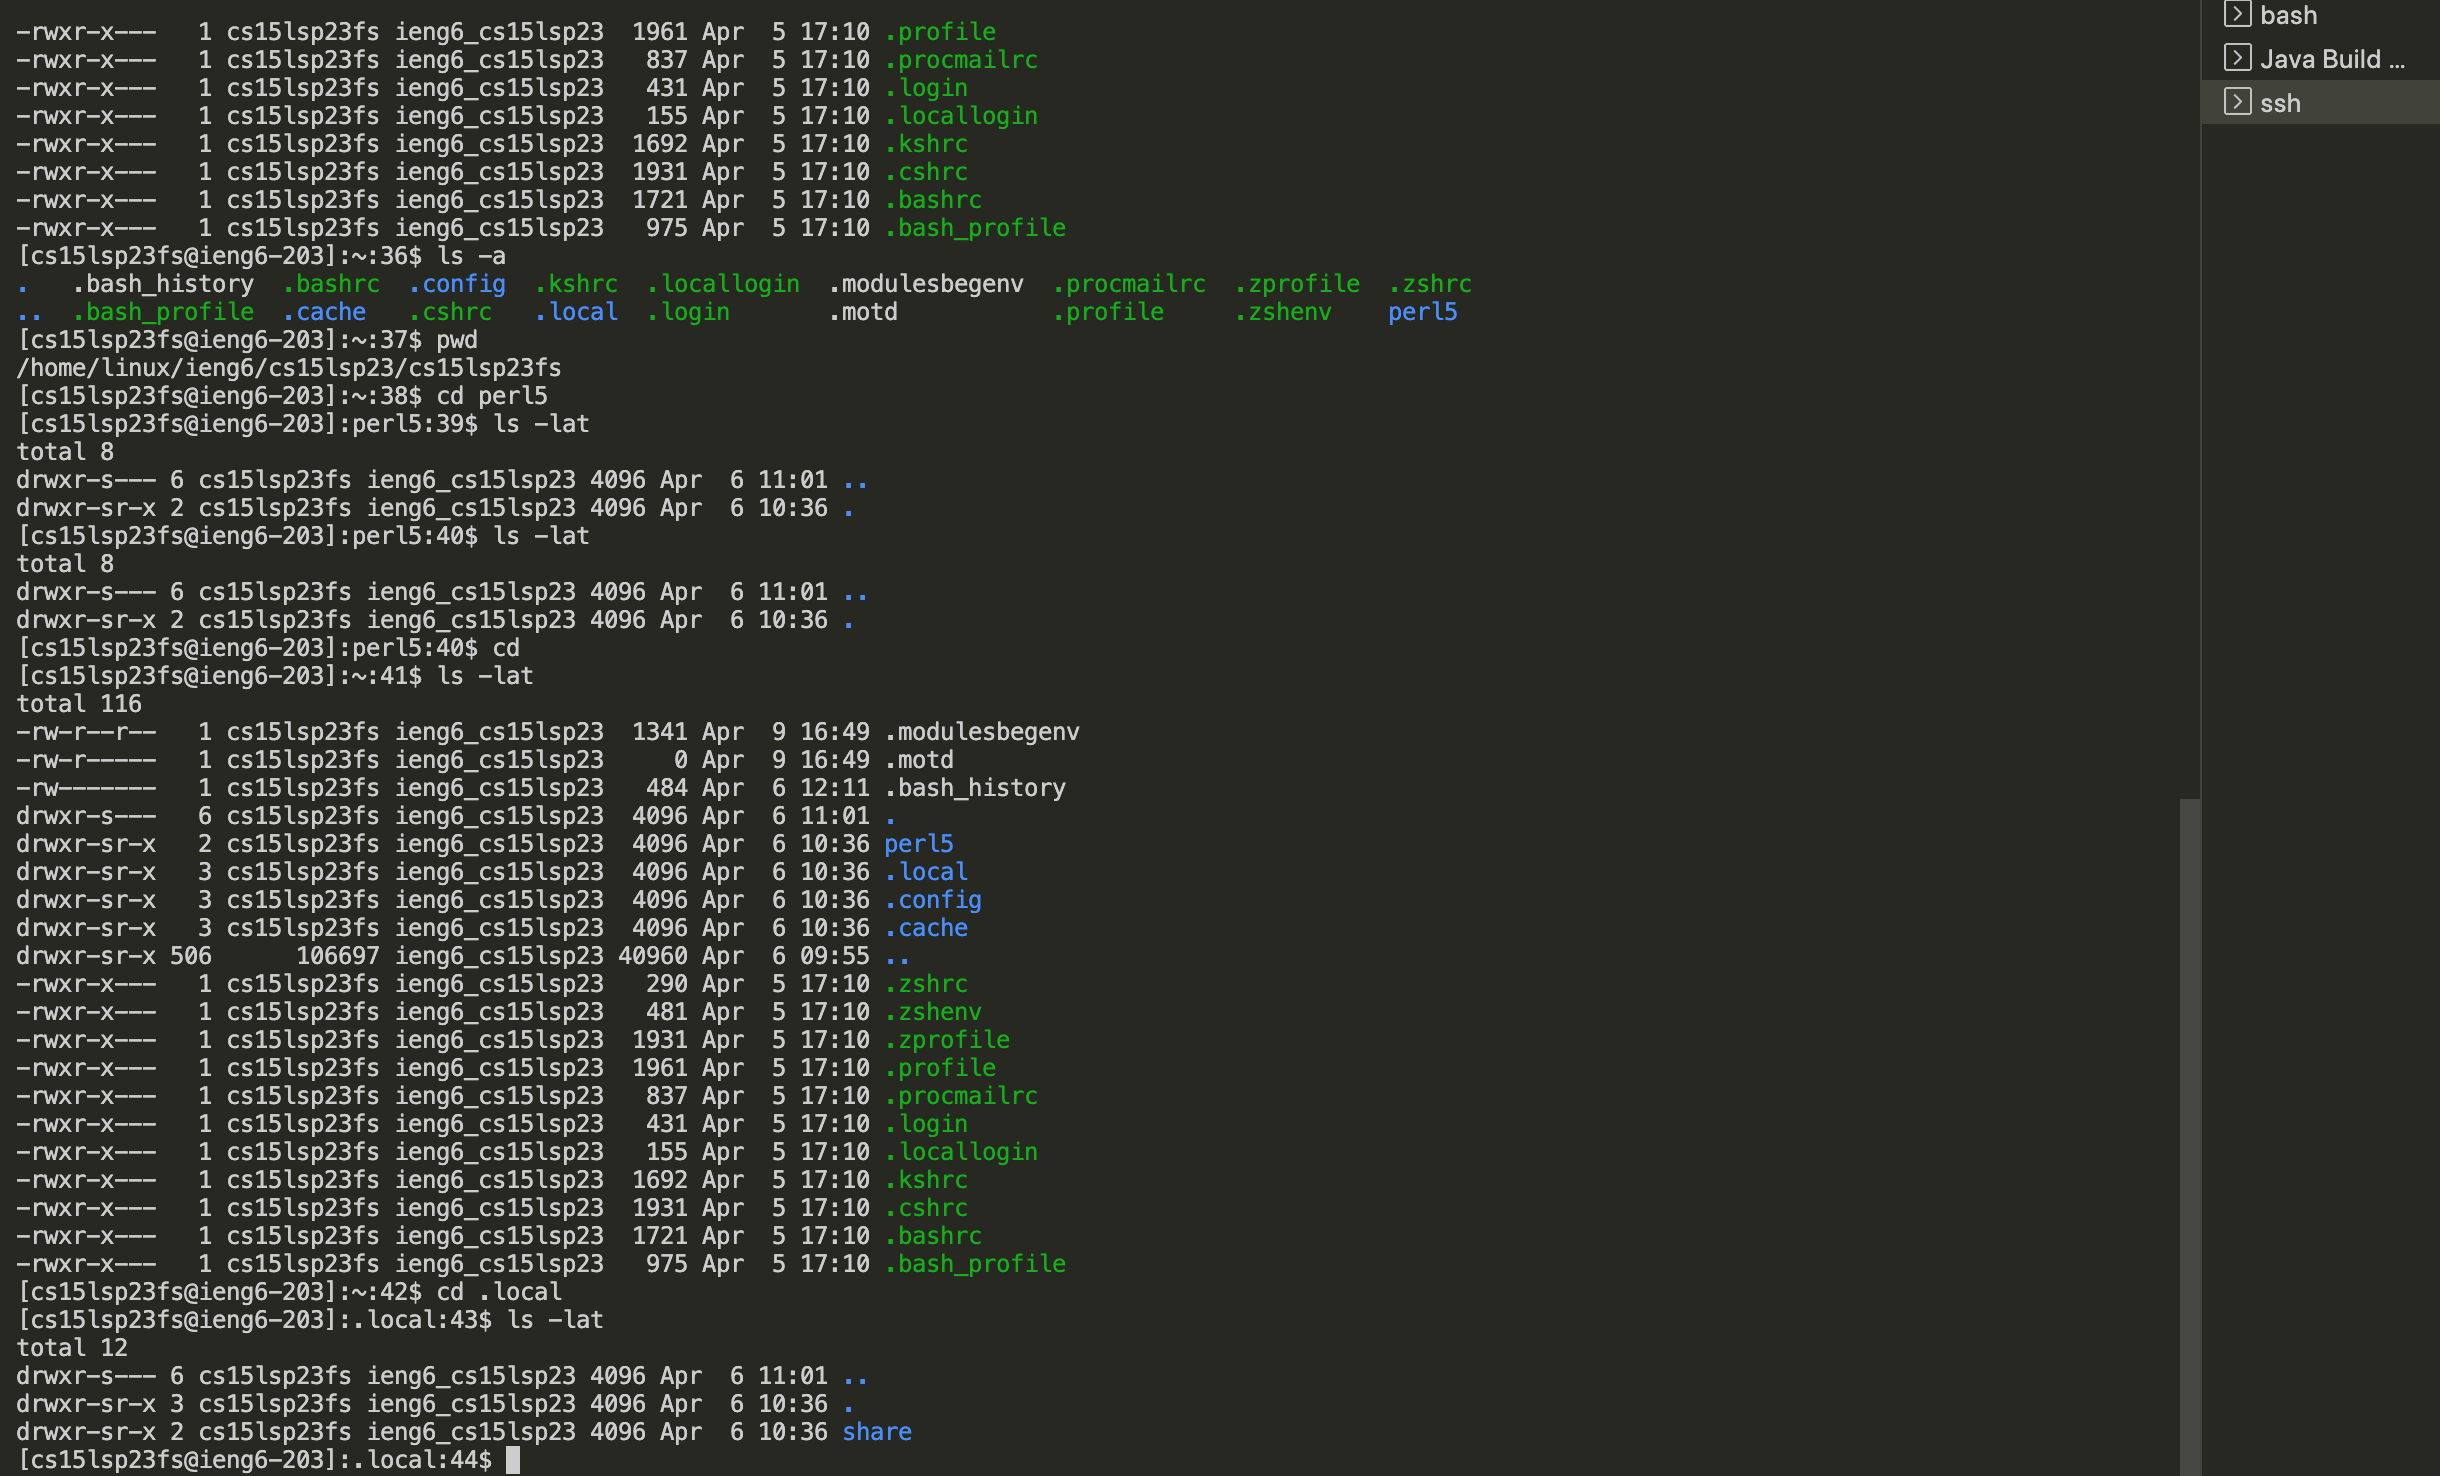 -rwxr-x---   1 cs15lsp23fs ieng6_cs15lsp23  1961 Apr  5 17:10 .profile
-rwxr-x---   1 cs15lsp23fs ieng6_cs15lsp23   837 Apr  5 17:10 .procmailrc
-rwxr-x---   1 cs15lsp23fs ieng6_cs15lsp23   431 Apr  5 17:10 .login
-rwxr-x---   1 cs15lsp23fs ieng6_cs15lsp23   155 Apr  5 17:10 .locallogin
-rwxr-x---   1 cs15lsp23fs ieng6_cs15lsp23  1692 Apr  5 17:10 .kshrc
-rwxr-x---   1 cs15lsp23fs ieng6_cs15lsp23  1931 Apr  5 17:10 .cshrc
-rwxr-x---   1 cs15lsp23fs ieng6_cs15lsp23  1721 Apr  5 17:10 .bashrc
-rwxr-x---   1 cs15lsp23fs ieng6_cs15lsp23   975 Apr  5 17:10 .bash_profile
[cs15lsp23fs@ieng6-203]:~:36$ ls -a
.   .bash_history  .bashrc  .config  .kshrc  .locallogin  .modulesbegenv  .procmailrc  .zprofile  .zshrc
..  .bash_profile  .cache   .cshrc   .local  .login       .motd           .profile     .zshenv    perl5
[cs15lsp23fs@ieng6-203]:~:37$ pwd
/home/linux/ieng6/cs15lsp23/cs15lsp23fs
[cs15lsp23fs@ieng6-203]:~:38$ cd perl5
[cs15lsp23fs@ieng6-203]:perl5:39$ ls -lat
total 8
drwxr-s--- 6 cs15lsp23fs ieng6_cs15lsp23 4096 Apr  6 11:01 ..
drwxr-sr-x 2 cs15lsp23fs ieng6_cs15lsp23 4096 Apr  6 10:36 .
[cs15lsp23fs@ieng6-203]:perl5:40$ ls -lat
total 8
drwxr-s--- 6 cs15lsp23fs ieng6_cs15lsp23 4096 Apr  6 11:01 ..
drwxr-sr-x 2 cs15lsp23fs ieng6_cs15lsp23 4096 Apr  6 10:36 .
[cs15lsp23fs@ieng6-203]:perl5:40$ cd
[cs15lsp23fs@ieng6-203]:~:41$ ls -lat
total 116
-rw-r--r--   1 cs15lsp23fs ieng6_cs15lsp23  1341 Apr  9 16:49 .modulesbegenv
-rw-r-----   1 cs15lsp23fs ieng6_cs15lsp23     0 Apr  9 16:49 .motd
-rw-------   1 cs15lsp23fs ieng6_cs15lsp23   484 Apr  6 12:11 .bash_history
drwxr-s---   6 cs15lsp23fs ieng6_cs15lsp23  4096 Apr  6 11:01 .
drwxr-sr-x   2 cs15lsp23fs ieng6_cs15lsp23  4096 Apr  6 10:36 perl5
drwxr-sr-x   3 cs15lsp23fs ieng6_cs15lsp23  4096 Apr  6 10:36 .local
drwxr-sr-x   3 cs15lsp23fs ieng6_cs15lsp23  4096 Apr  6 10:36 .config
drwxr-sr-x   3 cs15lsp23fs ieng6_cs15lsp23  4096 Apr  6 10:36 .cache
drwxr-sr-x 506      106697 ieng6_cs15lsp23 40960 Apr  6 09:55 ..
-rwxr-x---   1 cs15lsp23fs ieng6_cs15lsp23   290 Apr  5 17:10 .zshrc
-rwxr-x---   1 cs15lsp23fs ieng6_cs15lsp23   481 Apr  5 17:10 .zshenv
-rwxr-x---   1 cs15lsp23fs ieng6_cs15lsp23  1931 Apr  5 17:10 .zprofile
-rwxr-x---   1 cs15lsp23fs ieng6_cs15lsp23  1961 Apr  5 17:10 .profile
-rwxr-x---   1 cs15lsp23fs ieng6_cs15lsp23   837 Apr  5 17:10 .procmailrc
-rwxr-x---   1 cs15lsp23fs ieng6_cs15lsp23   431 Apr  5 17:10 .login
-rwxr-x---   1 cs15lsp23fs ieng6_cs15lsp23   155 Apr  5 17:10 .locallogin
-rwxr-x---   1 cs15lsp23fs ieng6_cs15lsp23  1692 Apr  5 17:10 .kshrc
-rwxr-x---   1 cs15lsp23fs ieng6_cs15lsp23  1931 Apr  5 17:10 .cshrc
-rwxr-x---   1 cs15lsp23fs ieng6_cs15lsp23  1721 Apr  5 17:10 .bashrc
-rwxr-x---   1 cs15lsp23fs ieng6_cs15lsp23   975 Apr  5 17:10 .bash_profile
[cs15lsp23fs@ieng6-203]:~:42$ cd .local
[cs15lsp23fs@ieng6-203]:.local:43$ ls -lat
total 12
drwxr-s--- 6 cs15lsp23fs ieng6_cs15lsp23 4096 Apr  6 11:01 ..
drwxr-sr-x 3 cs15lsp23fs ieng6_cs15lsp23 4096 Apr  6 10:36 .
drwxr-sr-x 2 cs15lsp23fs ieng6_cs15lsp23 4096 Apr  6 10:36 share
[cs15lsp23fs@ieng6-203]:.local:44$
bash
Java Build ...
ssh